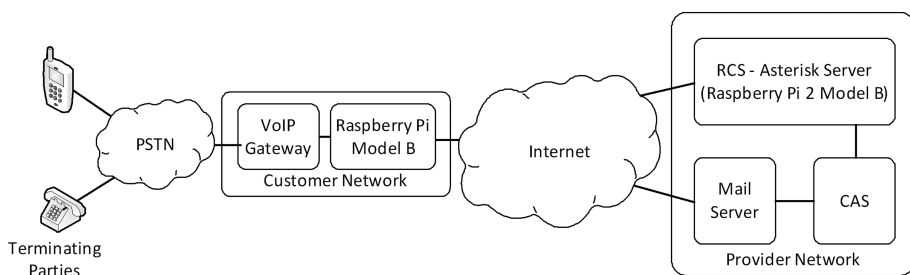 PSTN
VoIP
Gateway
Raspberry Pi
Model B
Customer Network
Internet
RCS - Asterisk Server
(Raspberry Pi 2 Model B)
Mail
Server
CAS
Provider Network
Terminating
Parties